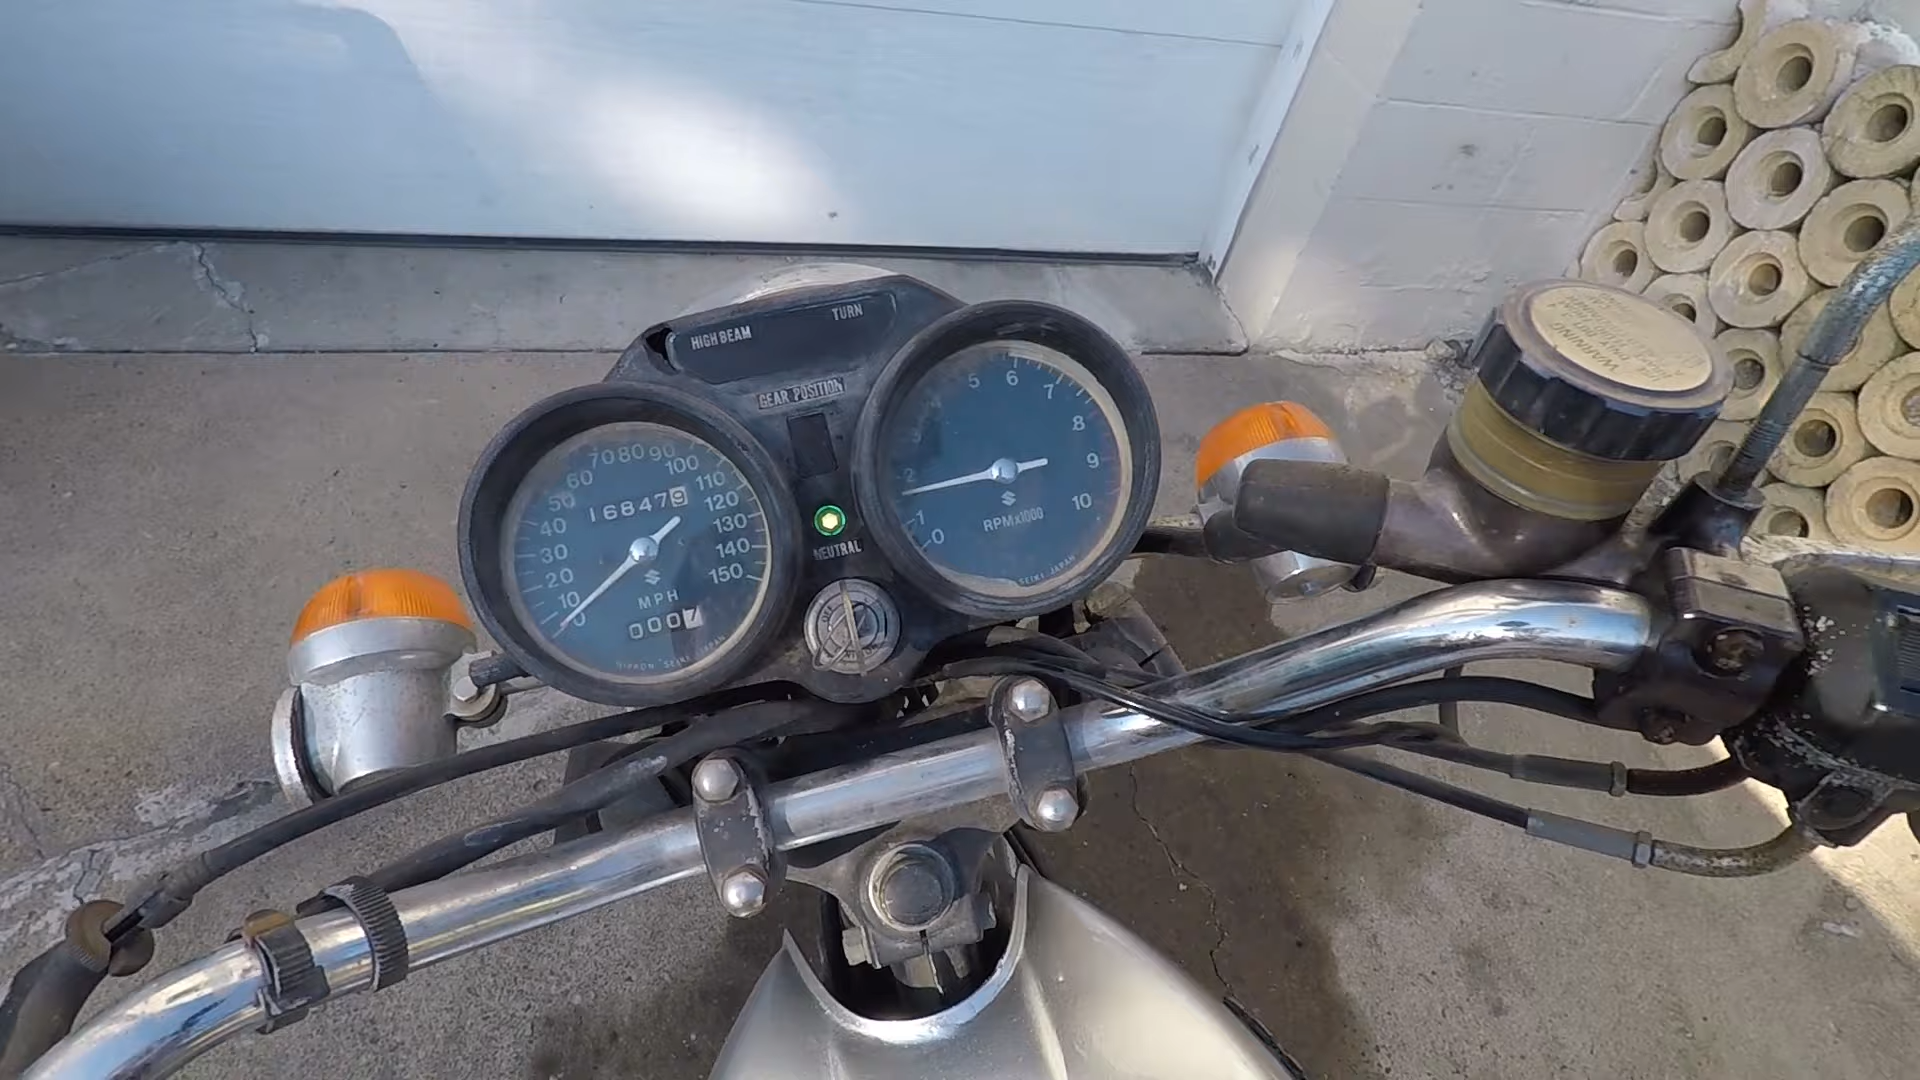 HIGH BEAM
TURN
GEAR POSITION
NEUTRAL
0
10
20
30
40
50
60
70 80 90
100
110
120
130
140
150
168479
MPH
0007
NIPPON SEIKI JAPAN
0
1
2
5
6
7
8
9
10
RPM x1000
SEIKI JAPAN
WARNING